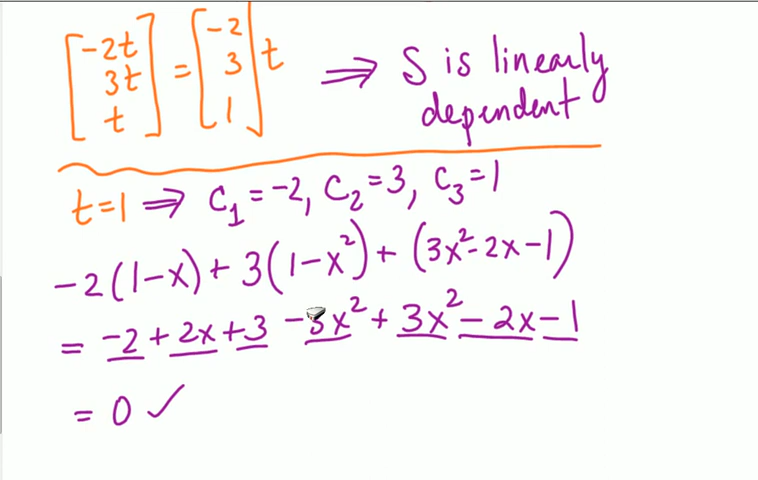 [-2t 3t t] = [-2 3 1] t ⟹ S is linearly dependent
t=1 ⟹ C₁=-2, C₂=3, C₃=1
-2(1-x)+3(1-x²)+(3x²-2x-1)
= -2+2x+3-3x²+3x²-2x-1
= 0 ✓